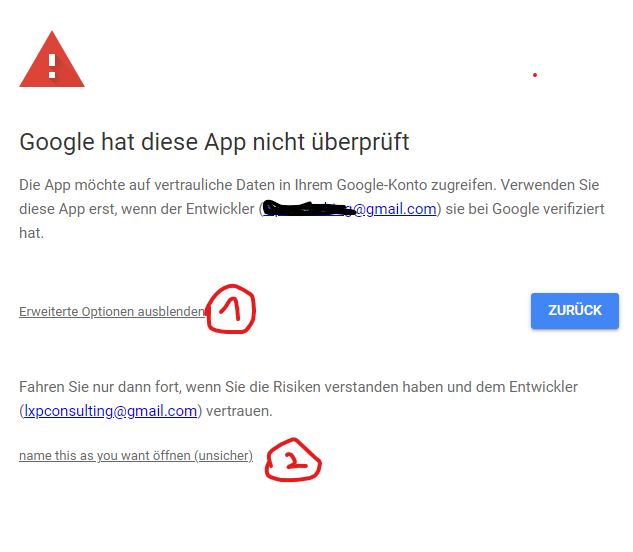 Google hat diese App nicht überprüft
Die App möchte auf vertrauliche Daten in Ihrem Google-Konto zugreifen. Verwenden Sie
diese App erst, wenn der Entwickler (@gmail.com) sie bei Google verifiziert
hat.
Erweiterte Optionen ausblenden 1
ZURÜCK
Fahren Sie nur dann fort, wenn Sie die Risiken verstanden haben und dem Entwickler
(lxpconsulting@gmail.com) vertrauen.
name this as you want öffnen (unsicher) 2